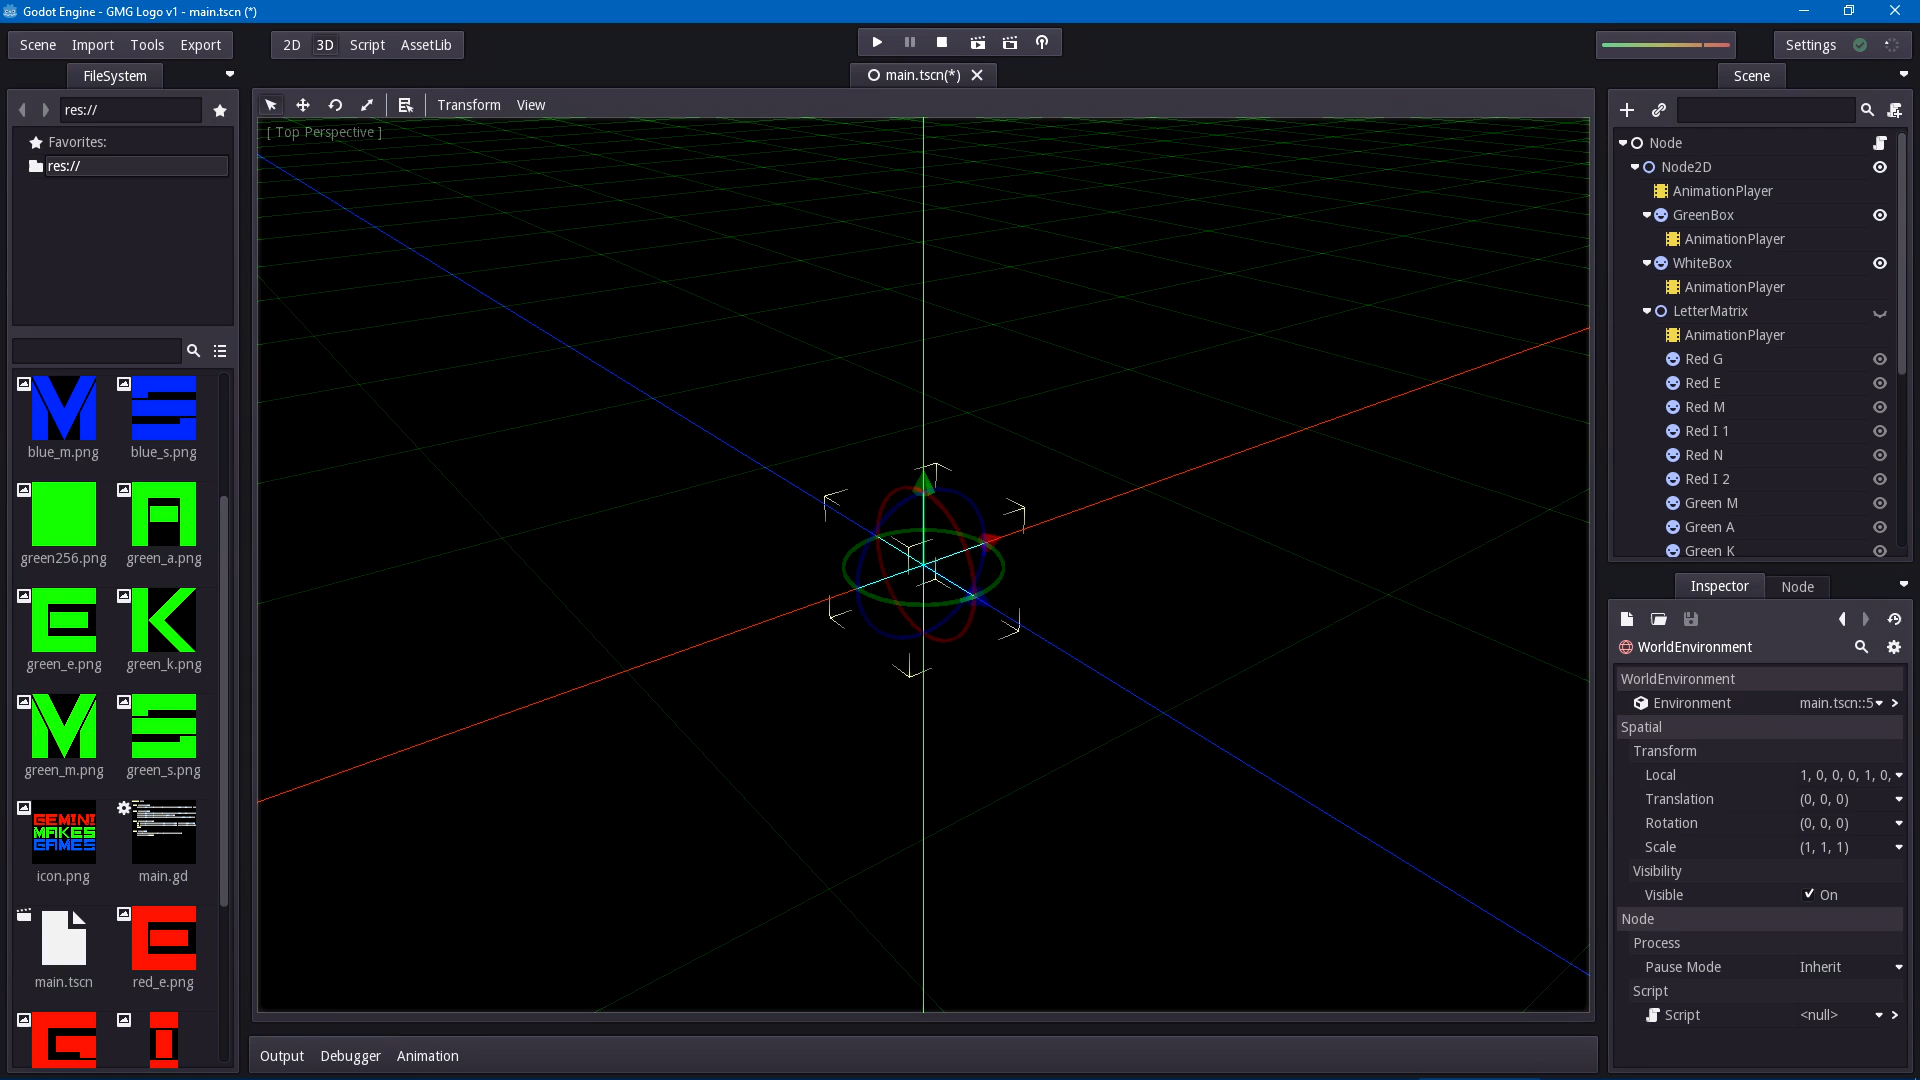 Godot Engine - GMG Logo v1 - main.tscn (*)
Scene Import Tools Export
2D 3D Script AssetLib
Settings
FileSystem
main.tscn(*)
Scene
res://
Favorites:
res://
blue_m.png blue_s.png
green256.png green_a.png
green_e.png green_k.png
green_m.png green_s.png
GEMINI
MAKES
GAMES
icon.png main.gd
main.tscn red_e.png
Transform View
[ Top Perspective ]
Output Debugger Animation
Node
Node2D
AnimationPlayer
GreenBox
AnimationPlayer
WhiteBox
AnimationPlayer
LetterMatrix
AnimationPlayer
Red G
Red E
Red M
Red I 1
Red N
Red I 2
Green M
Green A
Green K
Inspector Node
WorldEnvironment
WorldEnvironment
Environment main.tscn::5
Spatial
Transform
Local 1, 0, 0, 0, 1, 0,
Translation (0, 0, 0)
Rotation (0, 0, 0)
Scale (1, 1, 1)
Visibility
Visible On
Node
Process
Pause Mode Inherit
Script
Script <null>